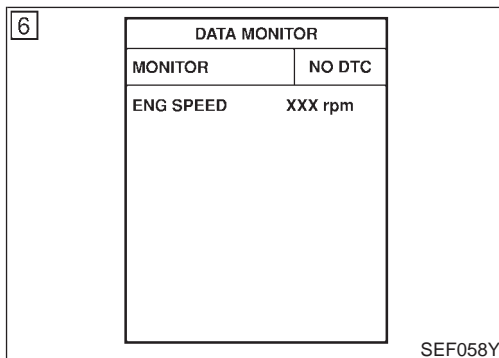 6
DATA MONITOR
MONITOR NO DTC
ENG SPEED XXX rpm
SEF058Y